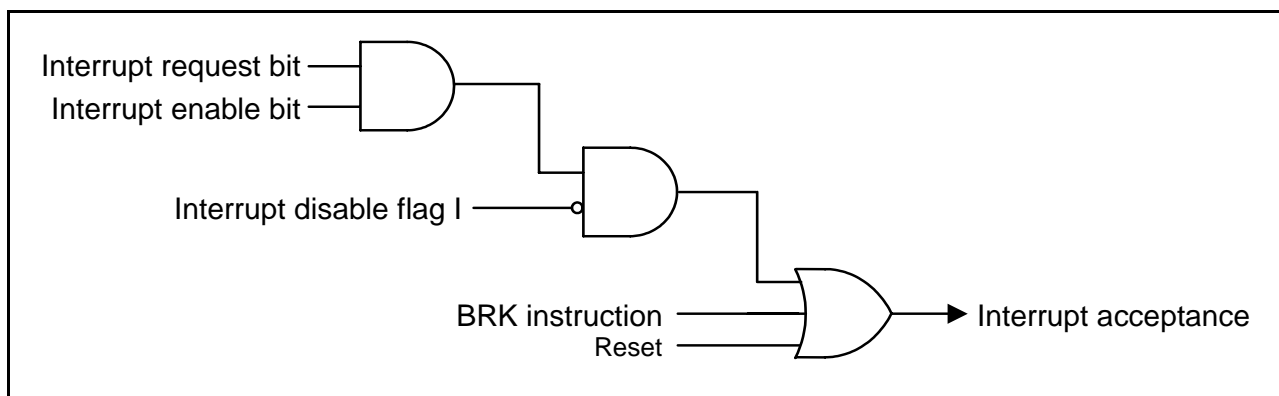 Interrupt request bit
Interrupt enable bit
Interrupt disable flag I
BRK instruction
Interrupt acceptance
Reset